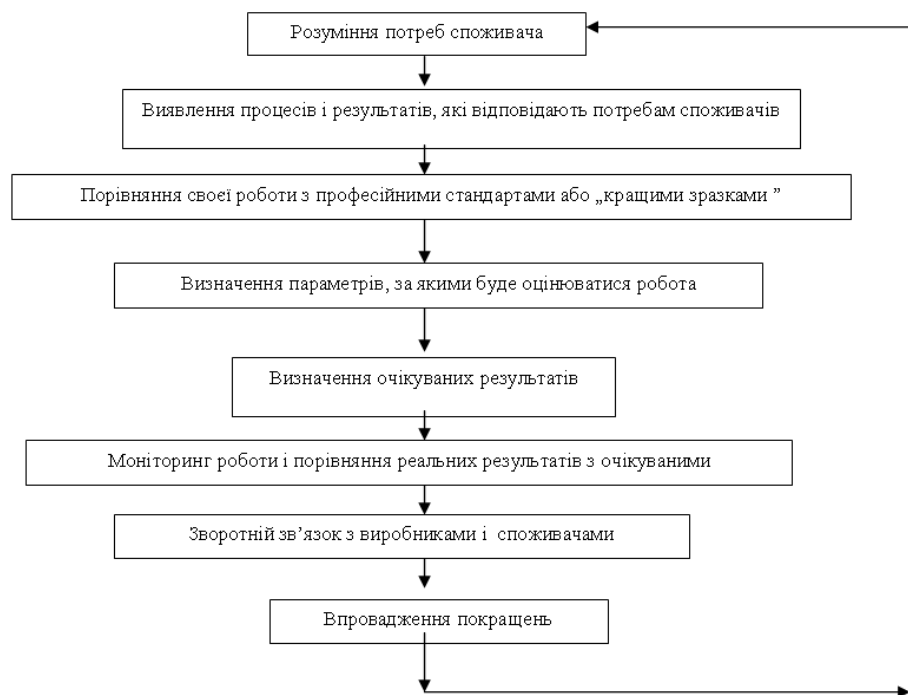 Розуміння потреб споживача
Виявлення процесів і результатів, які відповідають потребам споживачів
Порівняння своєї роботи з професійними стандартами або „кращими зразками ”
Визначення параметрів, за якими буде оцінюватися робота
Визначення очікуваних результатів
Моніторинг роботи і порівняння реальних результатів з очікуваними
Зворотній зв’язок з виробниками і споживачами
Впровадження покращень